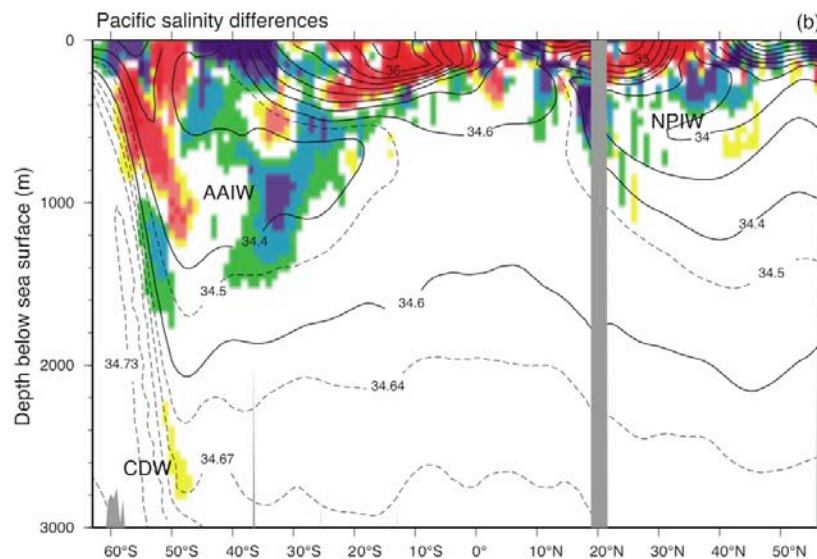 Pacific salinity differences
(b)
0
36
35
NPIW
34
34.6
1000
AAIW
34.4
34.4
34.5
34.5
34.6
Depth below sea surface (m)
2000
34.73
34.64
34.67
CDW
3000
60°S 50°S 40°S 30°S 20°S 10°S 0° 10°N 20°N 30°N 40°N 50°N